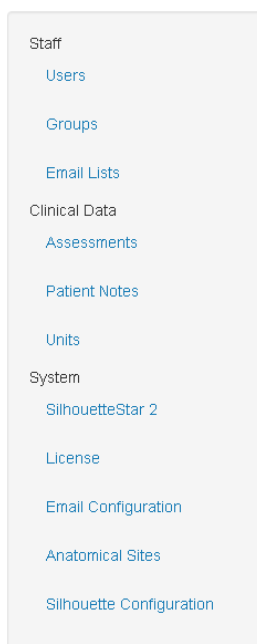 Staff
Users
Groups
Email Lists
Clinical Data
Assessments
Patient Notes
Units
System
SilhouetteStar 2
License
Email Configuration
Anatomical Sites
Silhouette Configuration